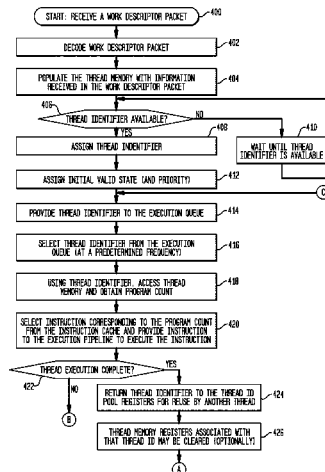 START: RECEIVE A WORK DESCRIPTOR PACKET
400
DECODE WORK DESCRIPTOR PACKET
402
POPULATE THE THREAD MEMORY WITH INFORMATION
RECEIVED IN THE WORK DESCRIPTOR PACKET
404
406
THREAD IDENTIFIER AVAILABLE?
NO
YES
408
410
ASSIGN THREAD INDENTIFIER
WAIT UNTIL THREAD
IDENTIFIER IS AVAILABLE
ASSIGN INITIAL VALID STATE (AND PRIORITY)
412
C
PROVIDE THREAD IDENTIFIER TO THE EXECUTION QUEUE
414
SELECT THREAD IDENTIFIER FROM THE EXECUTION
QUEUE (AT A PREDETERMINED FREQUENCY)
416
USING THREAD IDENTIFIER, ACCESS THREAD
MEMORY AND OBTAIN PROGRAM COUNT
418
SELECT INSTRUCTION CORRESPONDING TO THE PROGRAM COUNT
FROM THE INSTRUCTION CACHE AND PROVIDE INSTRUCTION
TO THE EXECUTION PIPELINE TO EXECUTE THE INSTRUCTION
420
THREAD EXECUTION COMPLETE?
YES
422
NO
RETURN THREAD IDENTIFIER TO THE THREAD ID
POOL REGISTERS FOR REUSE BY ANOTHER THREAD
424
B
THREAD MEMORY REGISTERS ASSOCIATED WITH
THAT THREAD ID MAY BE CLEARED (OPTIONALLY)
426
A